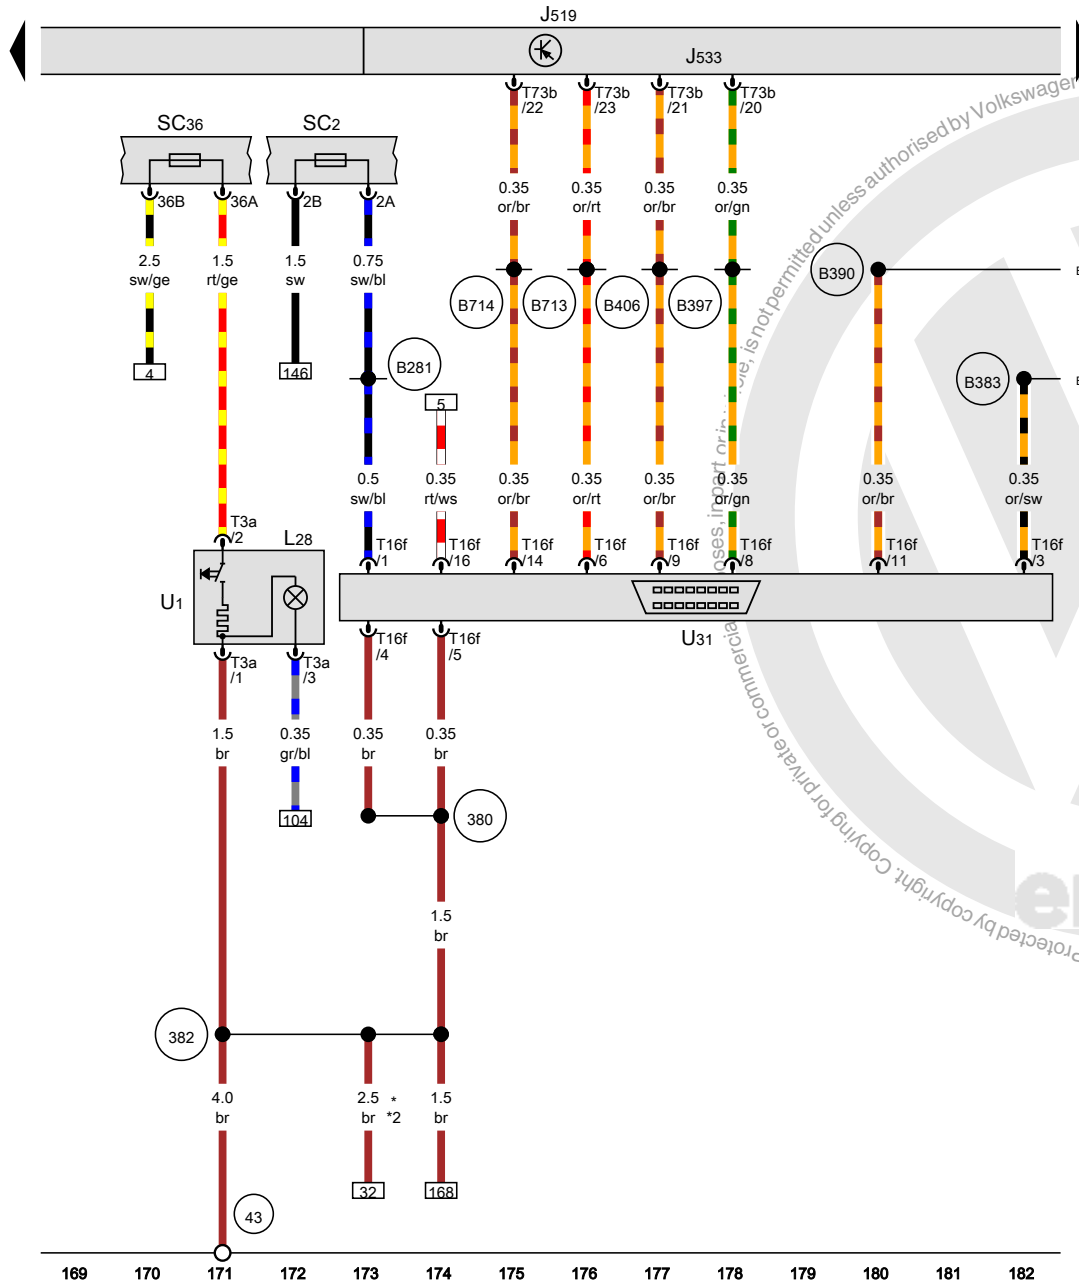 J519
J533
SC36
SC2
T73b
/22
T73b
/23
T73b
/21
T73b
/20
36B
36A
2B
2A
0.35
or/br
0.35
or/rt
0.35
or/br
0.35
or/gn
2.5
sw/ge
1.5
rt/ge
1.5
sw
0.75
sw/bl
B714
B713
B406
B397
B390
4
146
B281
B383
5
0.5
sw/bl
0.35
rt/ws
0.35
or/br
0.35
or/rt
0.35
or/br
0.35
or/gn
0.35
or/br
0.35
or/sw
T3a
/2
L28
T16f
/1
T16f
/16
T16f
/14
T16f
/6
T16f
/9
T16f
/8
T16f
/11
T16f
/3
U1
U31
T3a
/1
T3a
/3
T16f
/4
T16f
/5
1.5
br
0.35
gr/bl
0.35
br
0.35
br
104
380
1.5
br
382
4.0
br
2.5
br
*
*2
1.5
br
32
168
43
169 170 171 172 173 174 175 176 177 178 179 180 181 182
Protected by copyright. Copying for private or commercial
oses, in part or in
le, is not permitted unless authorised by Volkswagen